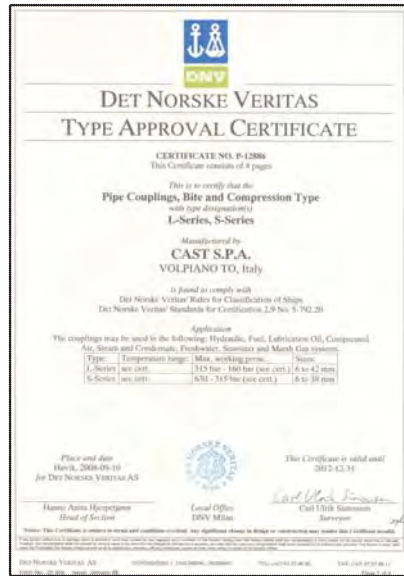 DNV
DET NORSKE VERITAS
TYPE APPROVAL CERTIFICATE
CERTIFICATE NO. P-12886
This Certificate consists of 4 pages
This is to certify that the
Pipe Couplings, Bite and Compression Type
with type designation(s)
L-Series, S-Series
Manufactured by
CAST S.P.A.
VOLPIANO TO, Italy
is found to comply with
Det Norske Veritas' Rules for Classification of Ships
Det Norske Veritas' Standards for Certification 2.9 No. 5-792.20
Application
The couplings may be used in the following: Hydraulic, Fuel, Lubrication Oil, Compressed
Air, Steam and Condensate, Freshwater, Seawater and Marsh Gas systems.
Type: Temperature range: Max. working press.: Sizes:
L-Series see cert. 315 bar - 160 bar (see cert.) 6 to 42 mm
S-Series see cert. 630 - 315 bar (see cert.) 6 to 38 mm
Place and date
Høvik, 2008-09-10
for DET NORSKE VERITAS AS
This Certificate is valid until
2012-12-31
DET NORSKE VERITAS
Head of Section
Local Office
DNV Milan
Carl Ulrik
Surveyor
DET NORSKE VERITAS AS